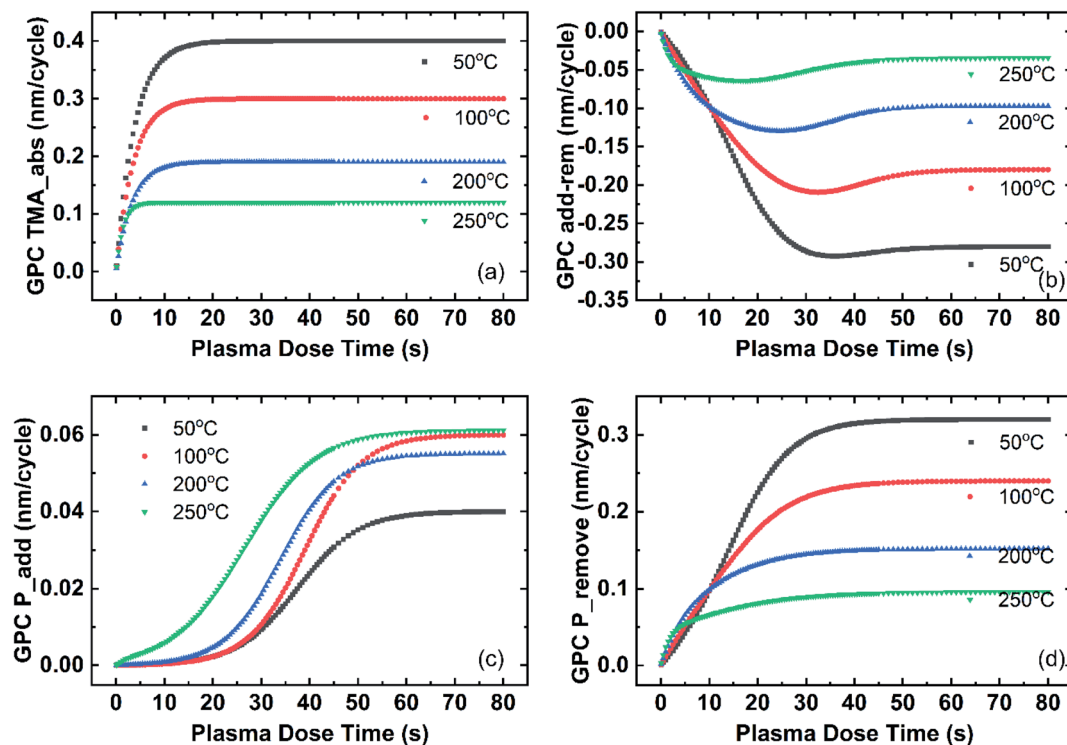 GPC TMA_abs (nm/cycle)
0.4
0.3
0.2
0.1
0.0
50°C
100°C
200°C
250°C
(a)
0 10 20 30 40 50 60 70 80
Plasma Dose Time (s)
GPC add-rem (nm/cycle)
0.00
-0.05
-0.10
-0.15
-0.20
-0.25
-0.30
-0.35
250°C
200°C
100°C
50°C
(b)
0 10 20 30 40 50 60 70 80
Plasma Dose Time (s)
GPC P_add (nm/cycle)
0.06
0.04
0.02
0.00
50°C
100°C
200°C
250°C
(c)
0 10 20 30 40 50 60 70 80
Plasma Dose Time (s)
GPC P_remove (nm/cycle)
0.3
0.2
0.1
0.0
50°C
100°C
200°C
250°C
(d)
0 10 20 30 40 50 60 70 80
Plasma Dose Time (s)